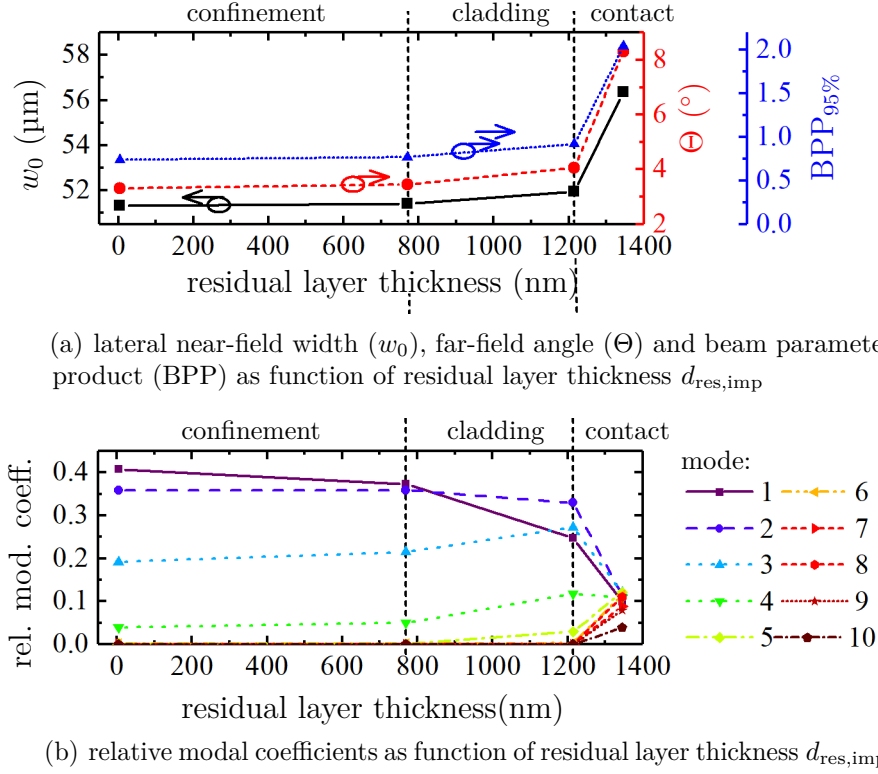 confinement cladding contact
58
56
54
52
w₀ (µm)
8
6
4
2
Θ (°)
2.0
1.5
1.0
0.5
0.0
BPP95%
0 200 400 600 800 1000 1200 1400
residual layer thickness (nm)
(a) lateral near-field width (w₀), far-field angle (Θ) and beam paramete
product (BPP) as function of residual layer thickness dres,imp
confinement cladding contact
0.4
0.3
0.2
0.1
0.0
rel. mod. coeff.
mode:
1 6
2 7
3 8
4 9
5 10
0 200 400 600 800 1000 1200 1400
residual layer thickness(nm)
(b) relative modal coefficients as function of residual layer thickness dres,imp